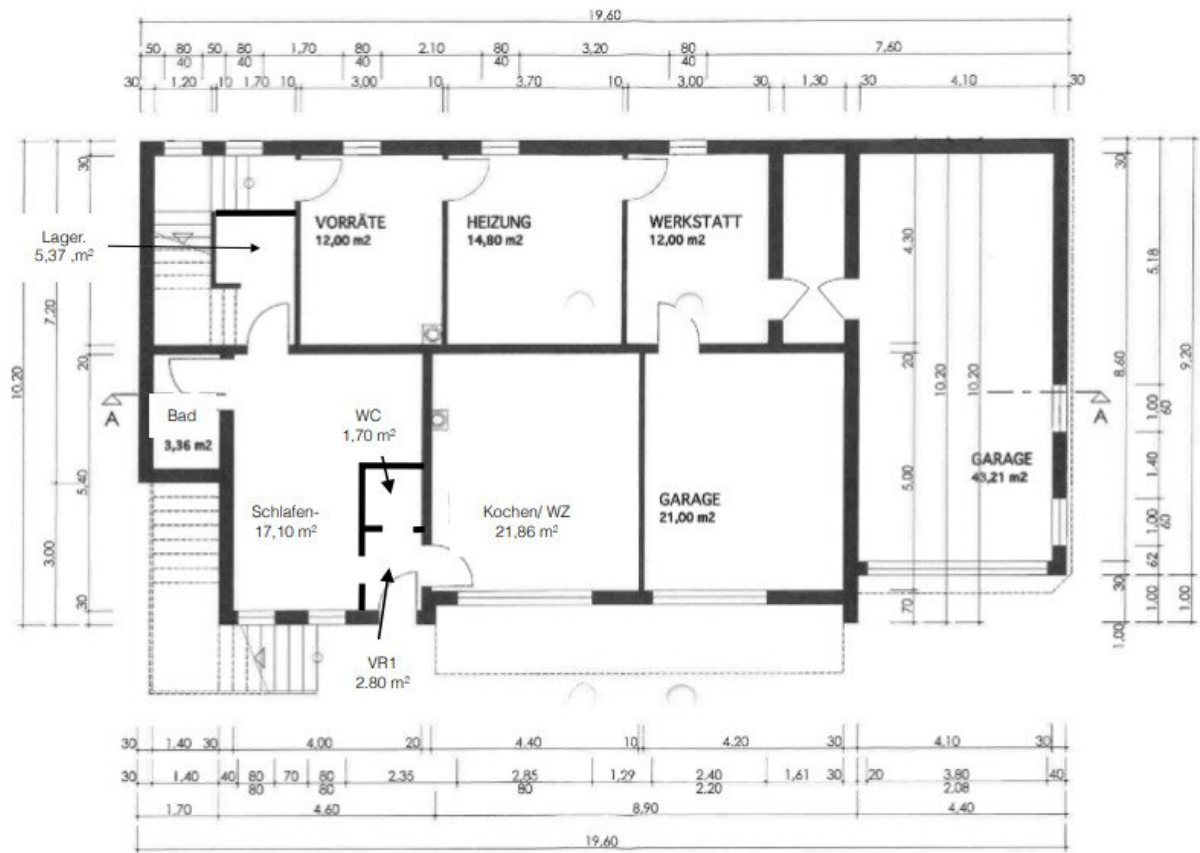 19,60
50 80 50 80 1,70 80 2,10 80 3,20 80 7,60
40 40 40 40 40
30 1,20 10 1,70 10 3,00 10 3,70 10 3,00 30 1,30 30 4,10 30
Lager.
5,37 ,m²
VORRÄTE
12,00 m2
HEIZUNG
14,80 m2
WERKSTATT
12,00 m2
10,20
7,20
3,00
30
20
5,40
30
A
Bad
3,36 m2
WC
1,70 m²
Schlafen-
17,10 m²
Kochen/ WZ
21,86 m²
GARAGE
21,00 m2
GARAGE
43,21 m2
4,30
20
5,00
70
10,20
10,20
A
30
8,60
30
1,00
5,18
1,00
60
1,40
1,00
60
62
1,00
9,20
1,00
VR1
2.80 m²
30 1,40 30 4,00 20 4,40 10 4,20 30 4,10 30
30 1,40 40 80 70 80 2,35 2,85 1,29 2,40 1,61 30 20 3,80 40
80 80 80 2,20 2,08
1,70 4,60 8,90 4,40
19,60